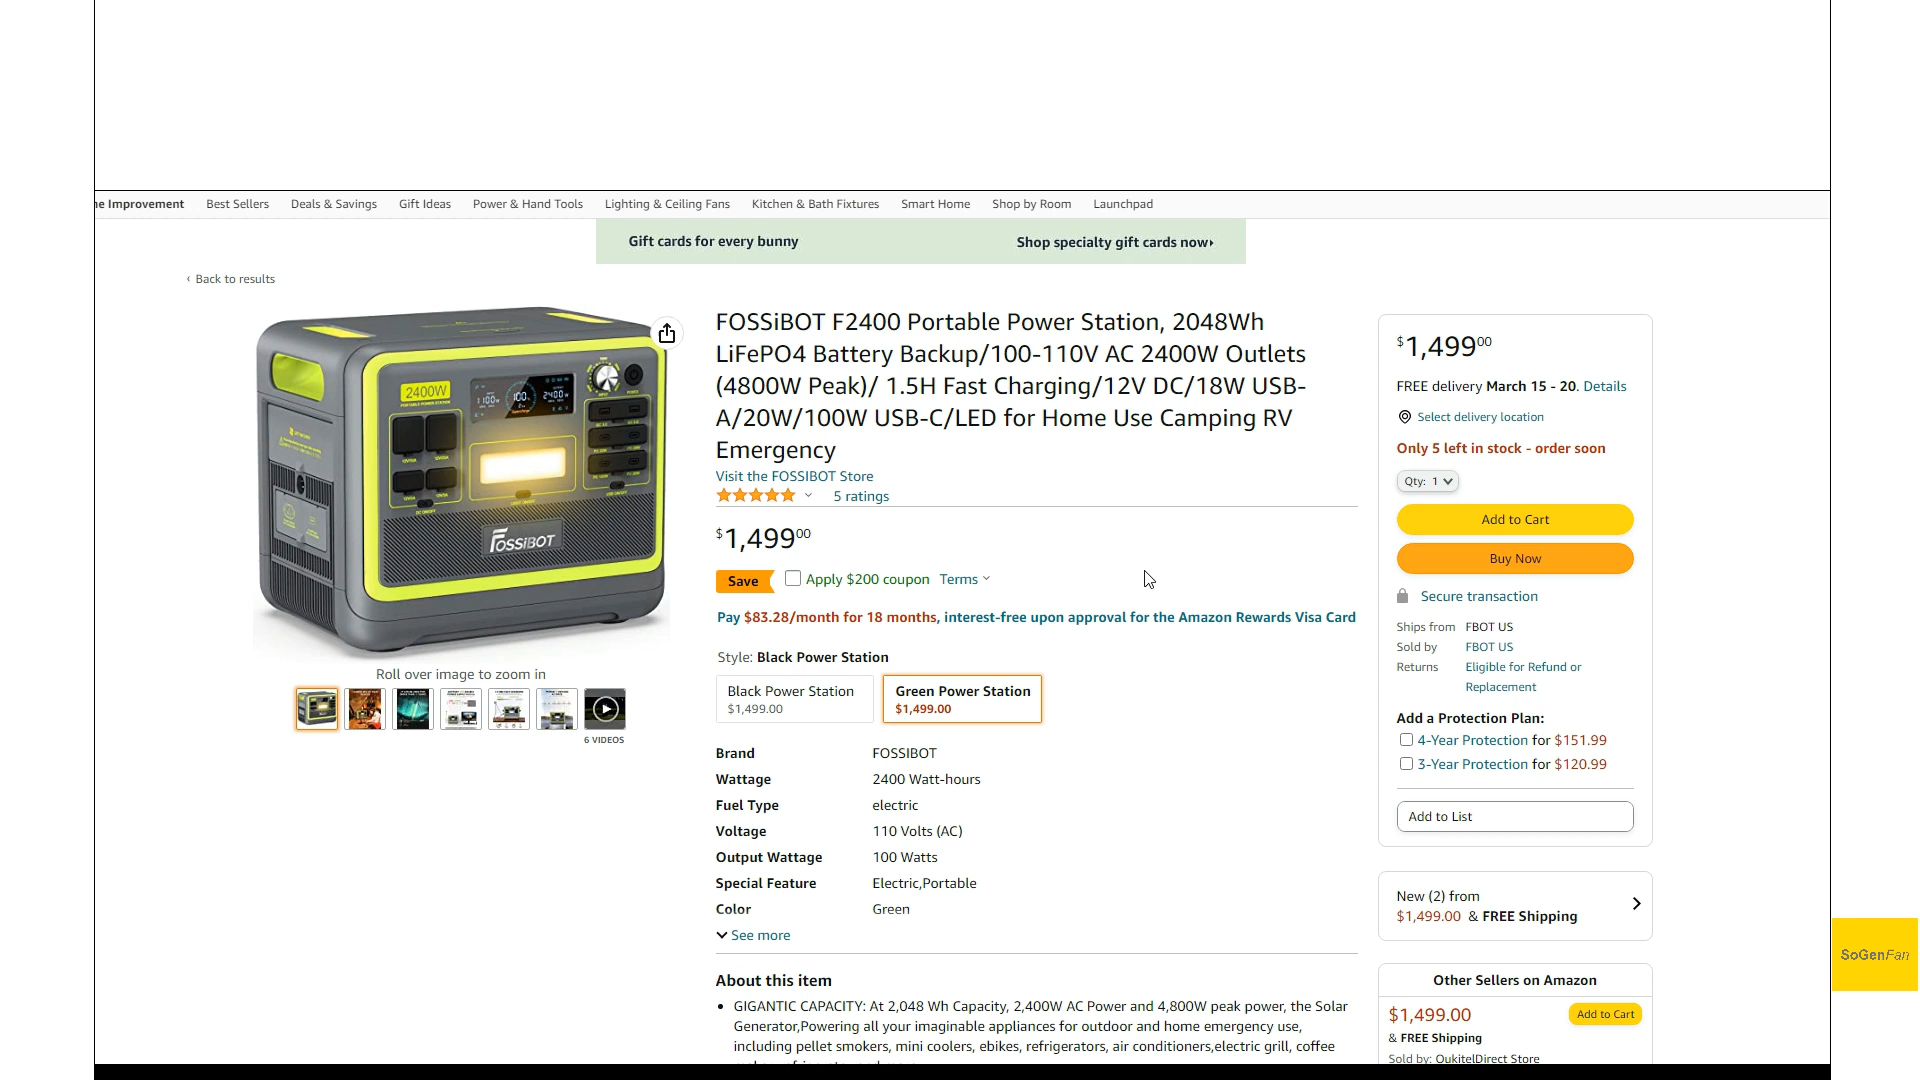 ne Improvement Best Sellers Deals & Savings Gift Ideas Power & Hand Tools Lighting & Ceiling Fans Kitchen & Bath Fixtures Smart Home Shop by Room Launchpad
Gift cards for every bunny Shop specialty gift cards now
‹ Back to results
2400W
1100W 100% 2400W
FOSSiBOT
Roll over image to zoom in
6 VIDEOS
FOSSiBOT F2400 Portable Power Station, 2048Wh
LiFePO4 Battery Backup/100-110V AC 2400W Outlets
(4800W Peak)/ 1.5H Fast Charging/12V DC/18W USB-
A/20W/100W USB-C/LED for Home Use Camping RV
Emergency
Visit the FOSSIBOT Store
5 ratings
$1,49900
Save Apply $200 coupon Terms
Pay $83.28/month for 18 months, interest-free upon approval for the Amazon Rewards Visa Card
Style: Black Power Station
Black Power Station
$1,499.00
Green Power Station
$1,499.00
Brand FOSSIBOT
Wattage 2400 Watt-hours
Fuel Type electric
Voltage 110 Volts (AC)
Output Wattage 100 Watts
Special Feature Electric,Portable
Color Green
See more
About this item
• GIGANTIC CAPACITY: At 2,048 Wh Capacity, 2,400W AC Power and 4,800W peak power, the Solar
Generator,Powering all your imaginable appliances for outdoor and home emergency use,
including pellet smokers, mini coolers, ebikes, refrigerators, air conditioners,electric grill, coffee
$1,49900
FREE delivery March 15 - 20. Details
Select delivery location
Only 5 left in stock - order soon
Qty: 1
Add to Cart
Buy Now
Secure transaction
Ships from FBOT US
Sold by FBOT US
Returns Eligible for Refund or
Replacement
Add a Protection Plan:
4-Year Protection for $151.99
3-Year Protection for $120.99
Add to List
New (2) from
$1,499.00 & FREE Shipping
Other Sellers on Amazon
$1,499.00 Add to Cart
& FREE Shipping
Sold by: OukitelDirect Store
SoGenFan